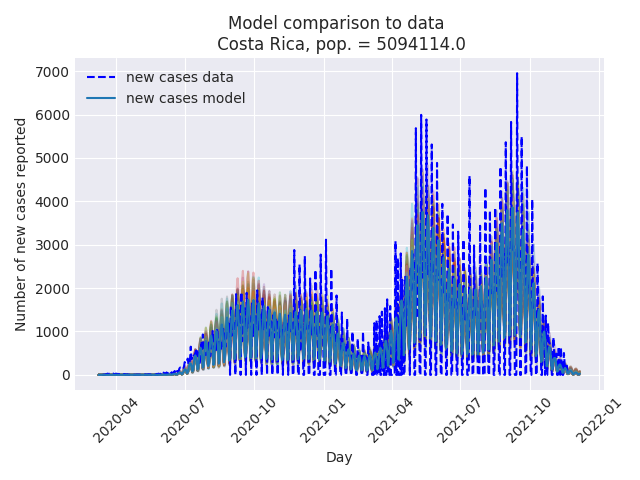 Model comparison to data
Costa Rica, pop. = 5094114.0
new cases data
new cases model
Number of new cases reported
7000
6000
5000
4000
3000
2000
1000
0
2020-04
2020-07
2020-10
2021-01
2021-04
2021-07
2021-10
2022-01
Day